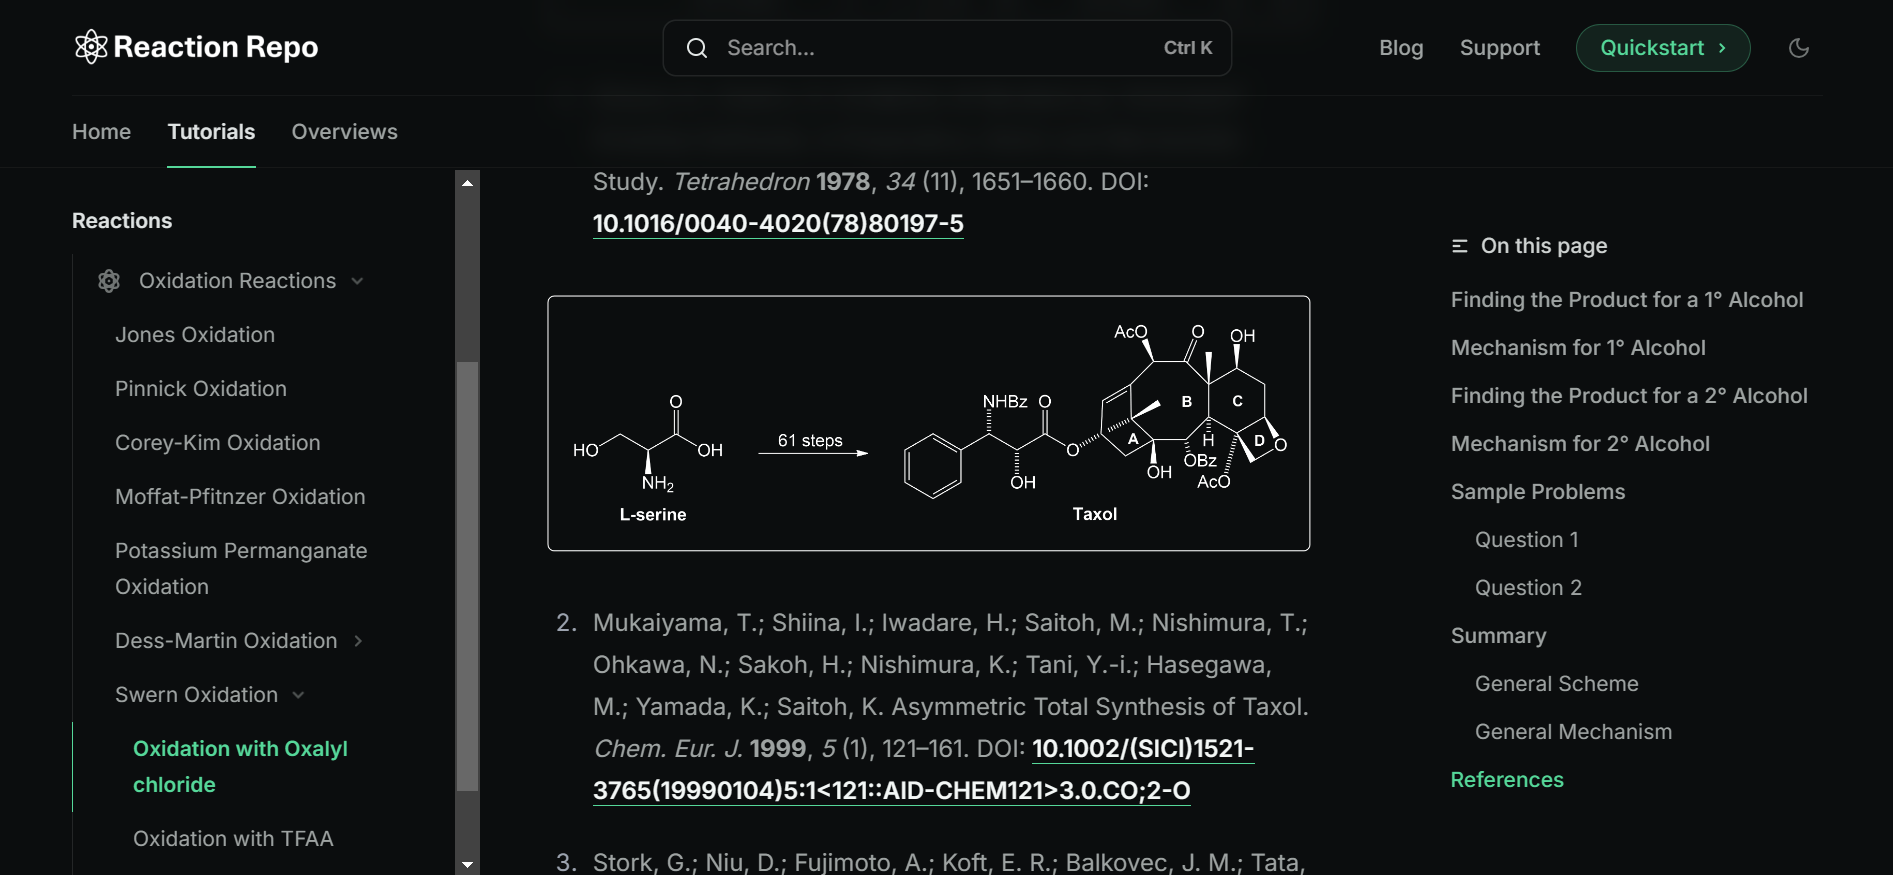 Reaction Repo
Search...
Ctrl K
Blog
Support
Quickstart
Home
Tutorials
Overviews
Reactions
Oxidation Reactions
Jones Oxidation
Pinnick Oxidation
Corey-Kim Oxidation
Moffat-Pfitnzer Oxidation
Potassium Permanganate
Oxidation
Dess-Martin Oxidation
Swern Oxidation
Oxidation with Oxalyl
chloride
Oxidation with TFAA
Study. Tetrahedron 1978, 34 (11), 1651–1660. DOI:
10.1016/0040-4020(78)80197-5
HO
O
OH
NH2
L-serine
61 steps
NHBz
O
OH
O
AcO
O
OH
A
B
C
D
H
O
OH
OBz
AcO
Taxol
2. Mukaiyama, T.; Shiina, I.; Iwadare, H.; Saitoh, M.; Nishimura, T.;
Ohkawa, N.; Sakoh, H.; Nishimura, K.; Tani, Y.-i.; Hasegawa,
M.; Yamada, K.; Saitoh, K. Asymmetric Total Synthesis of Taxol.
Chem. Eur. J. 1999, 5 (1), 121–161. DOI: 10.1002/(SICI)1521-
3765(19990104)5:1<121::AID-CHEM121>3.0.CO;2-O
3. Stork, G.; Niu, D.; Fujimoto, A.; Koft, E. R.; Balkovec, J. M.; Tata,
On this page
Finding the Product for a 1° Alcohol
Mechanism for 1° Alcohol
Finding the Product for a 2° Alcohol
Mechanism for 2° Alcohol
Sample Problems
Question 1
Question 2
Summary
General Scheme
General Mechanism
References